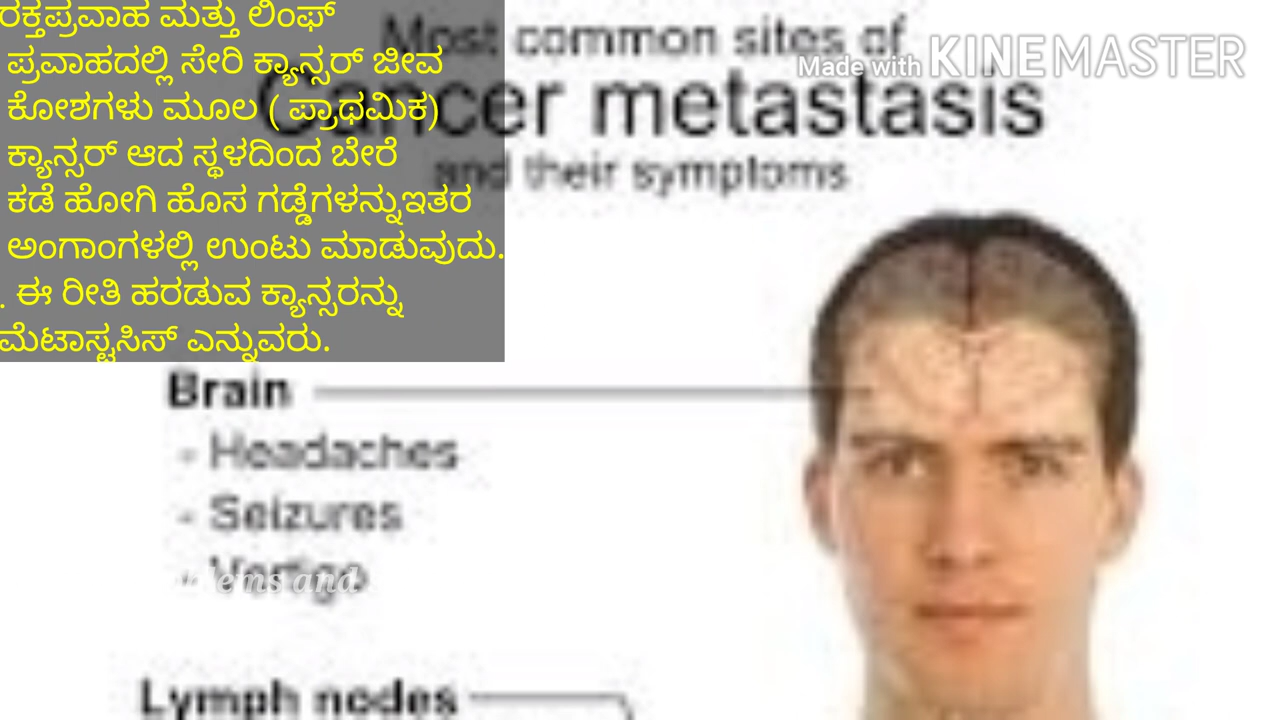 ರಕ್ತಪ್ರವಾಹ ಮತ್ತು ಲಿಂಫ್
ಪ್ರವಾಹದಲ್ಲಿ ಸೇರಿ ಕ್ಯಾನ್ಸರ್ ಜೀವ
ಕೋಶಗಳು ಮೂಲ ( ಪ್ರಾಥಮಿಕ)
ಕ್ಯಾನ್ಸರ್ ಆದ ಸ್ಥಳದಿಂದ ಬೇರೆ
ಕಡೆ ಹೋಗಿ ಹೊಸ ಗಡ್ಡೆಗಳನ್ನುಇತರ
ಅಂಗಾಂಗಳಲ್ಲಿ ಉಂಟು ಮಾಡುವುದು.
. ಈ ರೀತಿ ಹರಡುವ ಕ್ಯಾನ್ಸರನ್ನು
ಮೆಟಾಸ್ಟಸಿಸ್ ಎನ್ನುವರು.
Most common sites of
Made with KINEMASTER
Cancer metastasis
and their symptoms
Brain
- Headaches
- Seizures
- Vertigo
and
Lymph nodes